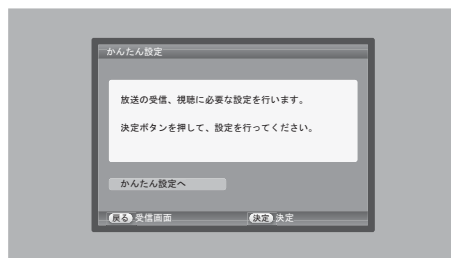 かんたん設定
放送の受信、視聴に必要な設定を行います。
決定ボタンを押して、設定を行ってください。
かんたん設定へ
戻る 受信画面 決定 決定